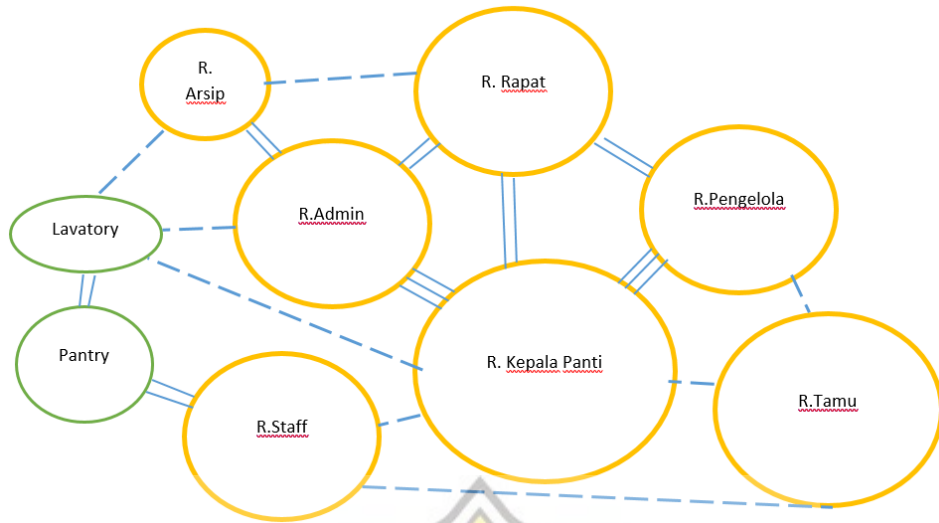 R.
Arsip
R. Rapat
R.Pengelola
R.Admin
Lavatory
Pantry
R. Kepala Panti
R.Tamu
R.Staff